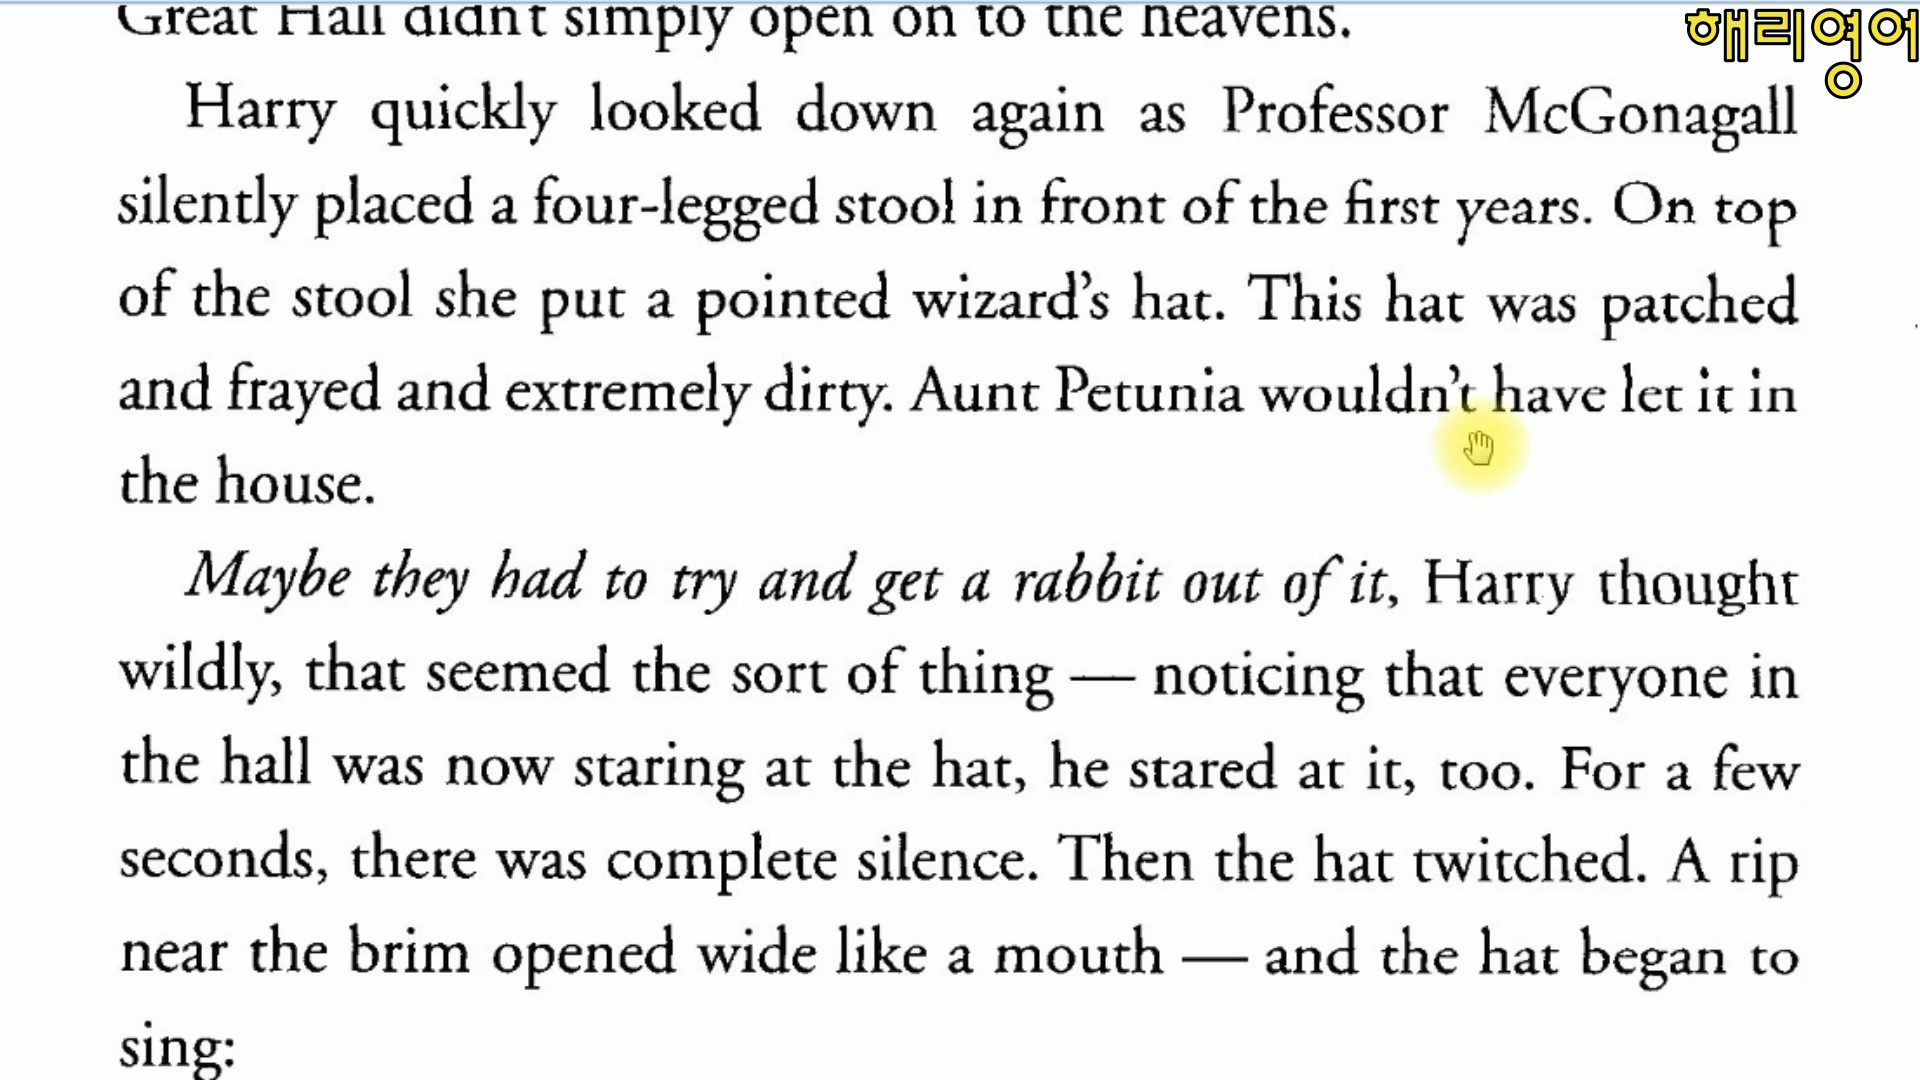 Great Hall didn't simply open on to the heavens.
해리영어
Harry quickly looked down again as Professor McGonagall
silently placed a four-legged stool in front of the first years. On top
of the stool she put a pointed wizard's hat. This hat was patched
and frayed and extremely dirty. Aunt Petunia wouldn't have let it in
the house.
Maybe they had to try and get a rabbit out of it, Harry thought
wildly, that seemed the sort of thing — noticing that everyone in
the hall was now staring at the hat, he stared at it, too. For a few
seconds, there was complete silence. Then the hat twitched. A rip
near the brim opened wide like a mouth — and the hat began to
sing: